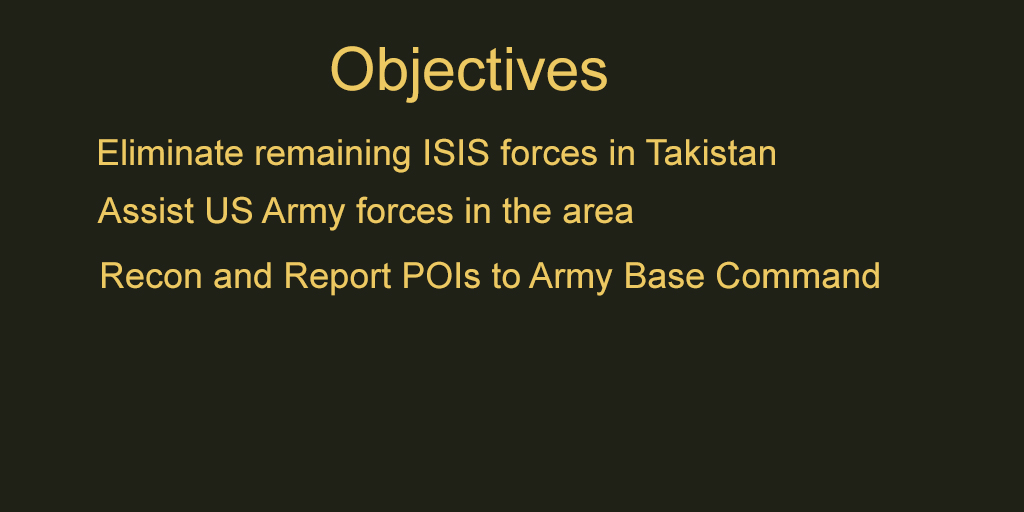 Objectives
Eliminate remaining ISIS forces in Takistan
Assist US Army forces in the area
Recon and Report POIs to Army Base Command